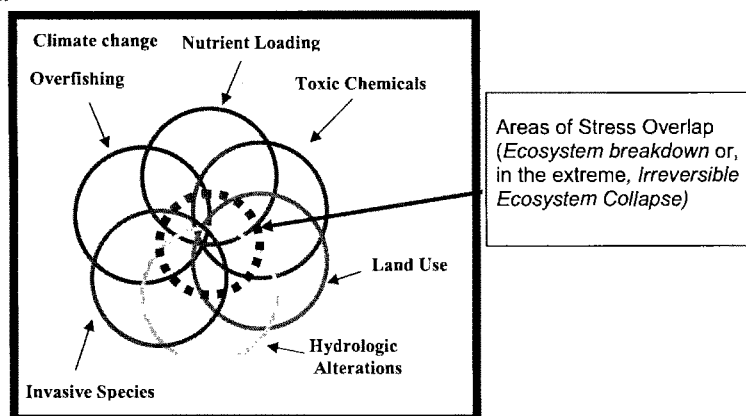 Climate change
Nutrient Loading
Overfishing
Toxic Chemicals
Areas of Stress Overlap
(Ecosystem breakdown or,
in the extreme, Irreversible
Ecosystem Collapse)
Land Use
Hydrologic
Alterations
Invasive Species